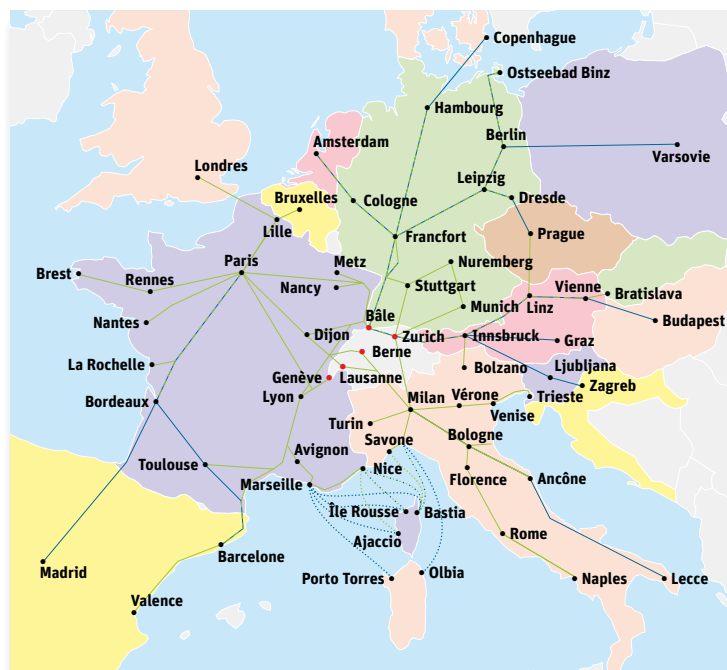 Copenhague
Ostseebad Binz
Hambourg
Amsterdam
Berlin
Varsovie
Londres
Bruxelles
Cologne
Leipzig
Dresde
Lille
Francfort
Prague
Paris
Metz
Nuremberg
Brest
Rennes
Nancy
Stuttgart
Munich
Linz
Vienne
Bratislava
Nantes
Bâle
Dijon
Zurich
Innsbruck
Graz
Budapest
Berne
La Rochelle
Genève
Lausanne
Bolzano
Ljubljana
Zagreb
Lyon
Bordeaux
Milan
Vérone
Venise
Trieste
Turin
Savone
Bologne
Toulouse
Avignon
Nice
Florence
Ancône
Marseille
Île Rousse
Bastia
Ajaccio
Rome
Barcelone
Madrid
Porto Torres
Olbia
Naples
Lecce
Valence